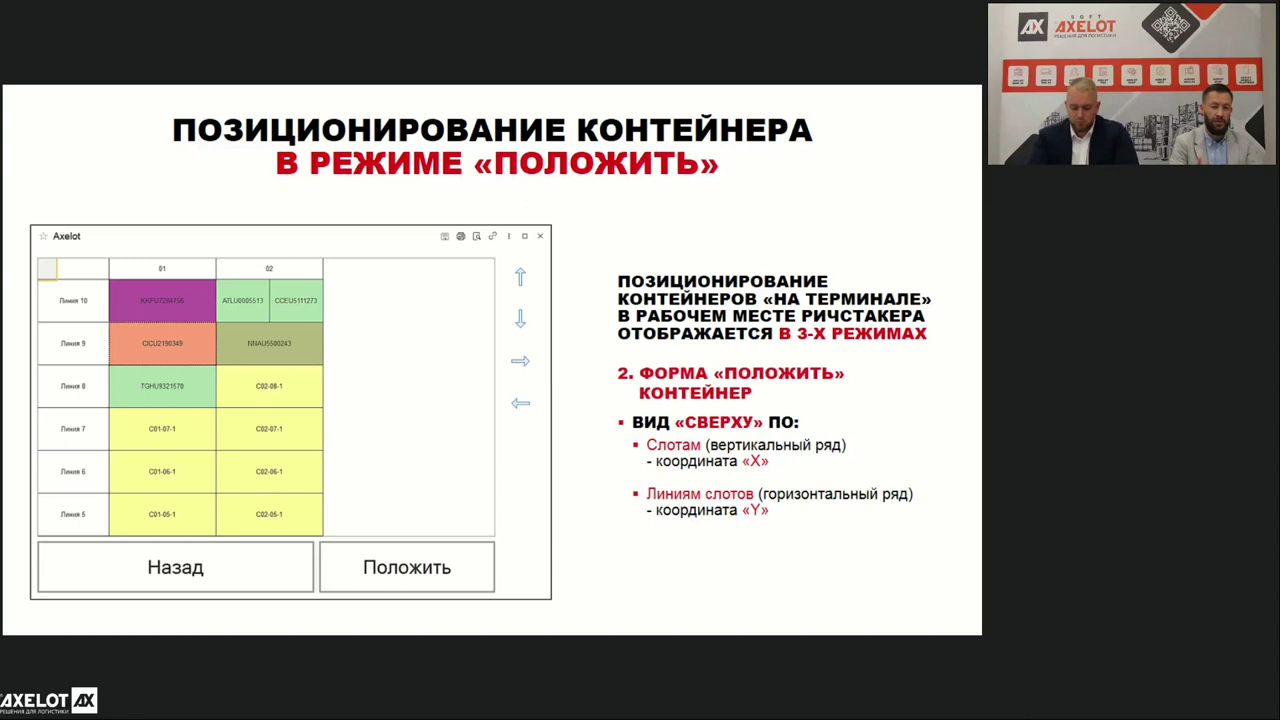 SOFT
AX AXELOT
РЕШЕНИЯ ДЛЯ ЛОГИСТИКИ
ПОЗИЦИОНИРОВАНИЕ КОНТЕЙНЕРА
В РЕЖИМЕ «ПОЛОЖИТЬ»
Axelot
01 02
Линия 10 KKFU7284756 ATLU0005513 CCEU5111273
Линия 9 CICU2190349 NNAU5500243
Линия 8 TGHU9321570 C02-08-1
Линия 7 C01-07-1 C02-07-1
Линия 6 C01-06-1 C02-06-1
Линия 5 C01-05-1 C02-05-1
Назад Положить
ПОЗИЦИОНИРОВАНИЕ
КОНТЕЙНЕРОВ «НА ТЕРМИНАЛЕ»
В РАБОЧЕМ МЕСТЕ РИЧСТАКЕРА
ОТОБРАЖАЕТСЯ В 3-Х РЕЖИМАХ
2. ФОРМА «ПОЛОЖИТЬ»
КОНТЕЙНЕР
▪ ВИД «СВЕРХУ» ПО:
▪ Слотам (вертикальный ряд)
- координата «X»
▪ Линиям слотов (горизонтальный ряд)
- координата «Y»
AXELOT AX
РЕШЕНИЯ ДЛЯ ЛОГИСТИКИ